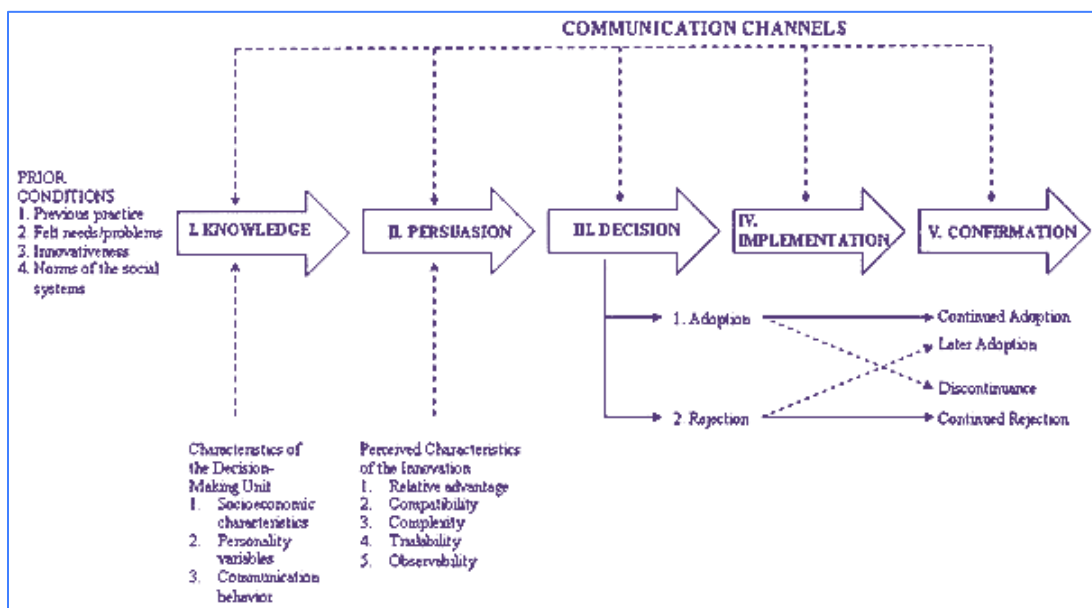 COMMUNICATION CHANNELS
PRIOR
CONDITIONS
1. Previous practice
2 Felt needs/problems
3. Innovativeness
4. Norms of the social
systems
I. KNOWLEDGE
II. PERSUASION
III. DECISION
IV.
IMPLEMENTATION
V. CONFIRMATION
1. Adoption
2 Rejection
Continued Adoption
Later Adoption
Discontinuance
Continued Rejection
Characteristics of
the Decision-
Making Unit
1. Socioeconomic
characteristics
2. Personality
variables
3. Communication
behavior
Perceived Characteristics
of the Innovation
1. Relative advantage
2. Compatibility
3. Complexity
4. Trialability
5. Observability